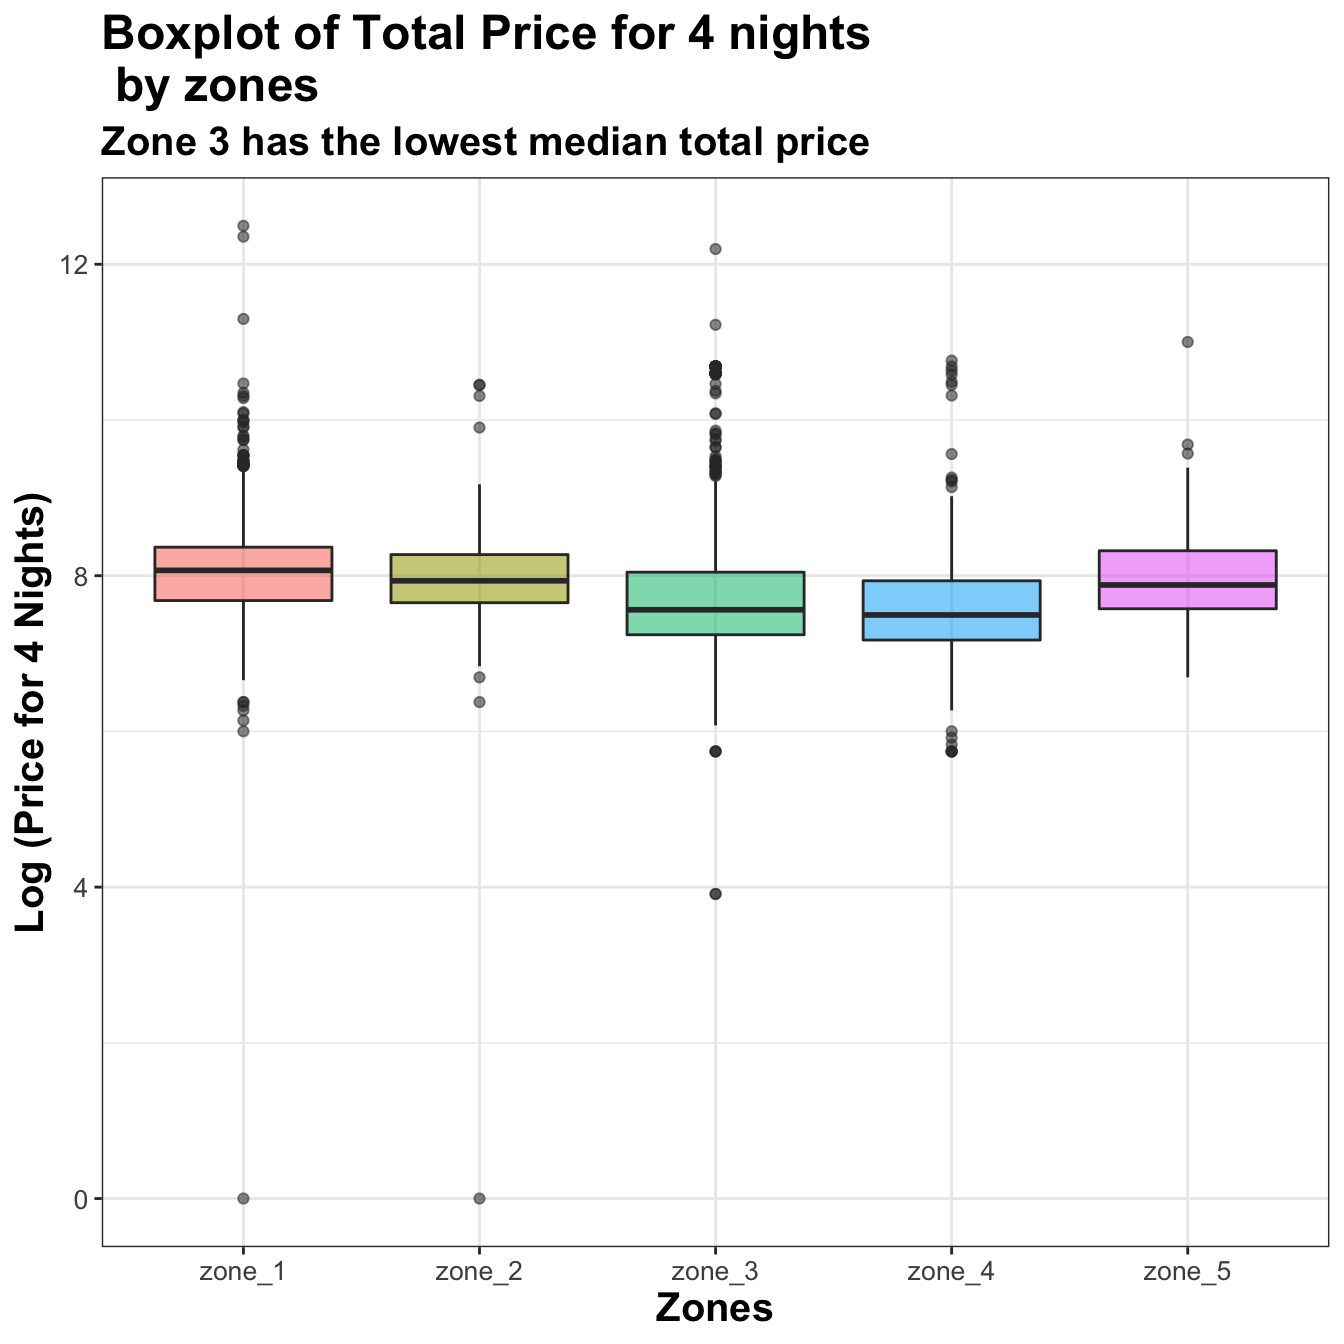 Boxplot of Total Price for 4 nights
by zones
Zone 3 has the lowest median total price
Log (Price for 4 Nights)
12
8
4
0
zone_1 zone_2 zone_3 zone_4 zone_5
Zones